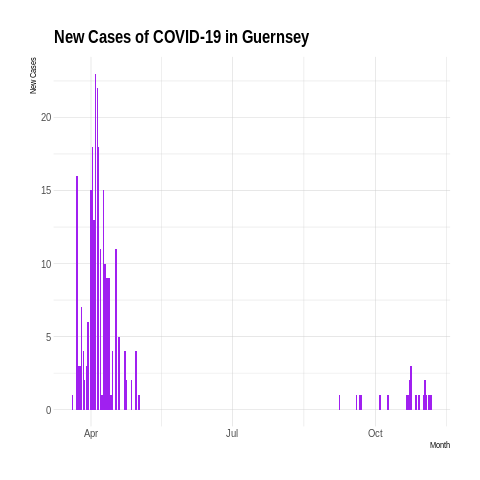 New Cases of COVID-19 in Guernsey
New Cases
20
15
10
5
0
Apr
Jul
Oct
Month